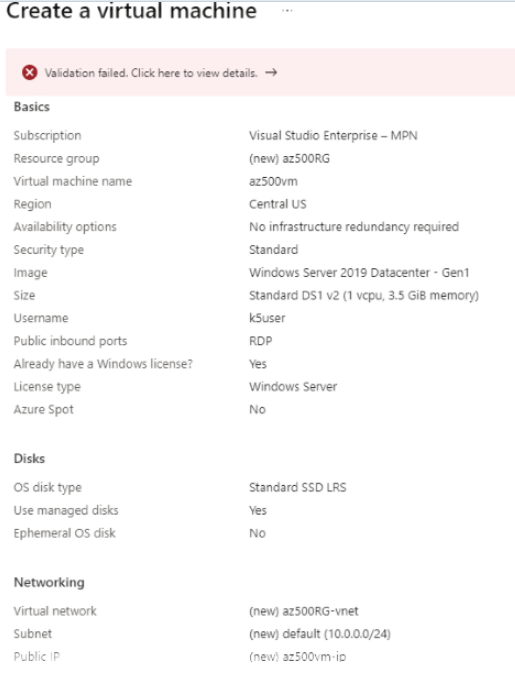 Create a virtual machine ...
Validation failed. Click here to view details. →
Basics
Subscription Visual Studio Enterprise – MPN
Resource group (new) az500RG
Virtual machine name az500vm
Region Central US
Availability options No infrastructure redundancy required
Security type Standard
Image Windows Server 2019 Datacenter - Gen1
Size Standard DS1 v2 (1 vcpu, 3.5 GiB memory)
Username k5user
Public inbound ports RDP
Already have a Windows license? Yes
License type Windows Server
Azure Spot No
Disks
OS disk type Standard SSD LRS
Use managed disks Yes
Ephemeral OS disk No
Networking
Virtual network (new) az500RG-vnet
Subnet (new) default (10.0.0.0/24)
Public IP (new) az500vm-ip